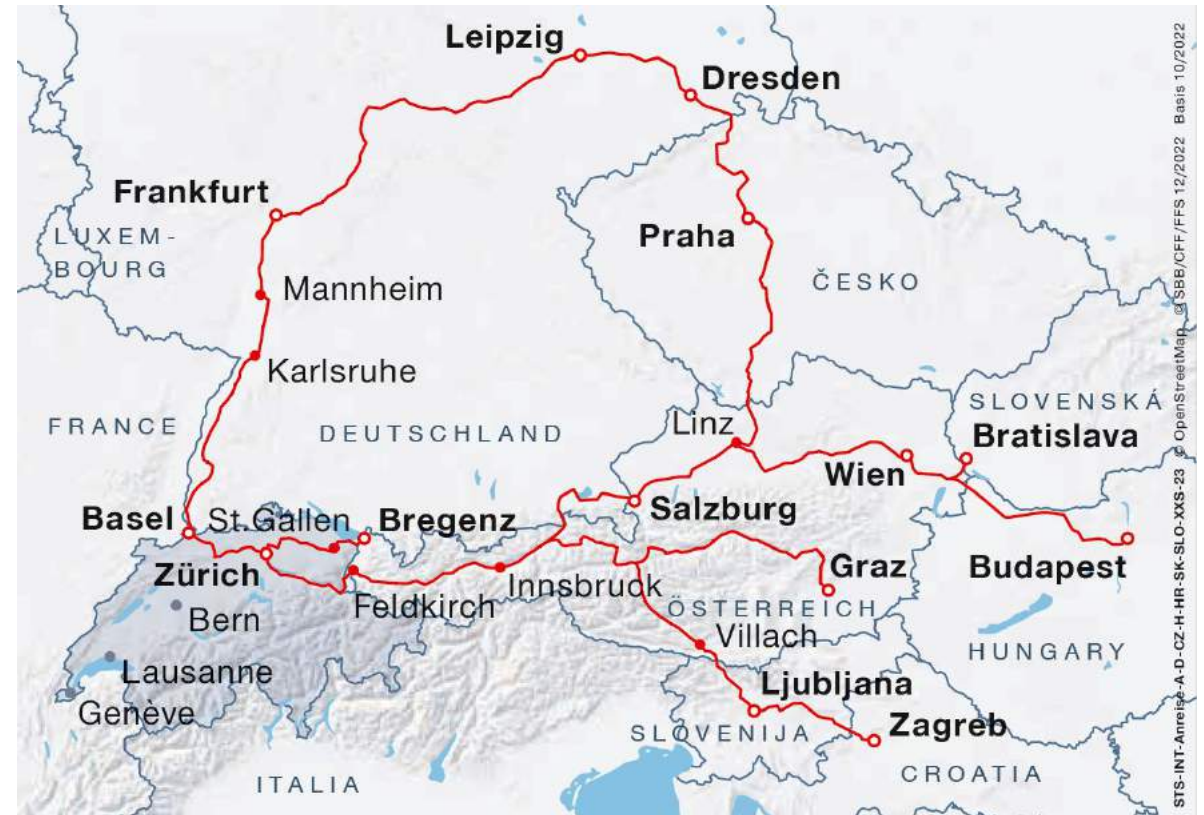 Leipzig
Dresden
Frankfurt
LUXEM-
BOURG
Praha
ČESKO
Mannheim
Karlsruhe
FRANCE
DEUTSCHLAND
Linz
SLOVENSKÁ
Bratislava
Wien
Basel
St.Gallen
Bregenz
Salzburg
Zürich
Innsbruck
Graz
Budapest
Feldkirch
ÖSTERREICH
Bern
Villach
HUNGARY
Lausanne
Genève
Ljubljana
Zagreb
SLOVENIJA
ITALIA
CROATIA
STS-INT-Anreise-A-D-CZ-H-HR-SK-SLO-XXS-23 © OpenStreetMap © SBB/CFF/FFS 12/2022 Basis 10/2022